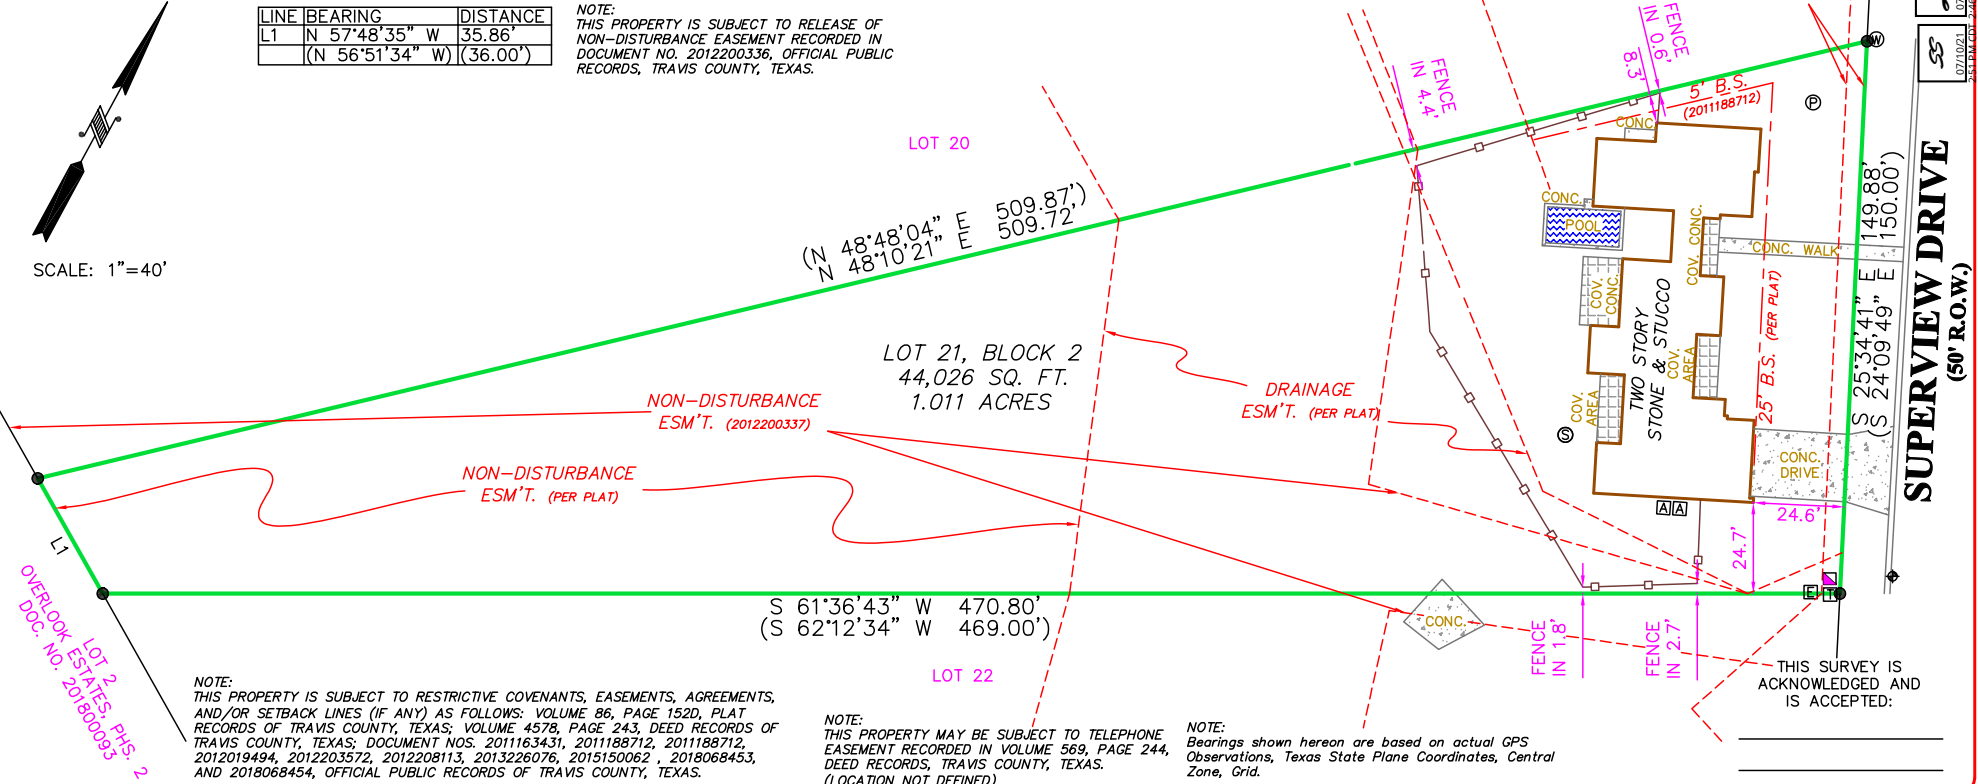 LINE BEARING DISTANCE
L1 N 57°48'35" W 35.86'
(N 56°51'34" W) (36.00')
NOTE:
THIS PROPERTY IS SUBJECT TO RELEASE OF
NON-DISTURBANCE EASEMENT RECORDED IN
DOCUMENT NO. 2012200336, OFFICIAL PUBLIC
RECORDS, TRAVIS COUNTY, TEXAS.
SCALE: 1"=40'
LOT 20
(N 48°48'04" E 509.87')
N 48°10'21" E 509.72'
FENCE
IN 4.4'
FENCE
IN 0.6'
8.3'
5' B.S.
(2011188712)
P
W
SS
07/10/21
2:51 PM CDT
CONC.
CONC.
POOL
COV. CONC.
COV. CONC.
CONC. WALK
TWO STORY
STONE & STUCCO
COV. AREA
COV. AREA
25' B.S. (PER PLAT)
S 25°34'41" E 149.88'
(S 24°09'49" E 150.00')
SUPERVIEW DRIVE
(50' R.O.W.)
LOT 21, BLOCK 2
44,026 SQ. FT.
1.011 ACRES
NON-DISTURBANCE
ESM'T. (2012200337)
DRAINAGE
ESM'T. (PER PLAT)
NON-DISTURBANCE
ESM'T. (PER PLAT)
S
CONC.
DRIVE
A A
24.6'
24.7'
E T
L1
S 61°36'43" W 470.80'
(S 62°12'34" W 469.00')
CONC.
FENCE
IN 1.8'
FENCE
IN 2.7'
LOT 22
LOT 2
OVERLOOK ESTATES, PHS. 2
DOC. NO. 201800093
THIS SURVEY IS
ACKNOWLEDGED AND
IS ACCEPTED:
NOTE:
THIS PROPERTY IS SUBJECT TO RESTRICTIVE COVENANTS, EASEMENTS, AGREEMENTS,
AND/OR SETBACK LINES (IF ANY) AS FOLLOWS: VOLUME 86, PAGE 152D, PLAT
RECORDS OF TRAVIS COUNTY, TEXAS; VOLUME 4578, PAGE 243, DEED RECORDS OF
TRAVIS COUNTY, TEXAS; DOCUMENT NOS. 2011163431, 2011188712, 2011188712,
2012019494, 2012203572, 2012208113, 2013226076, 2015150062 , 2018068453,
AND 2018068454, OFFICIAL PUBLIC RECORDS OF TRAVIS COUNTY, TEXAS.
NOTE:
THIS PROPERTY MAY BE SUBJECT TO TELEPHONE
EASEMENT RECORDED IN VOLUME 569, PAGE 244,
DEED RECORDS, TRAVIS COUNTY, TEXAS.
(LOCATION NOT DEFINED)
NOTE:
Bearings shown hereon are based on actual GPS
Observations, Texas State Plane Coordinates, Central
Zone, Grid.